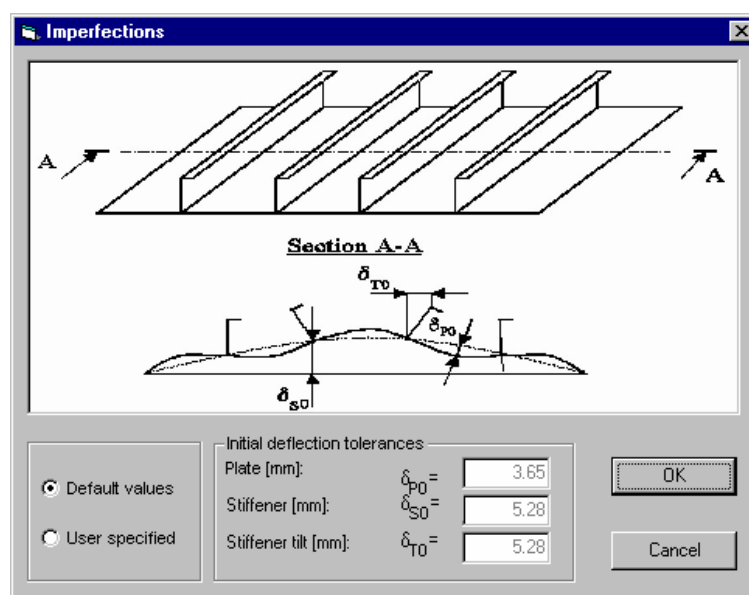 Imperfections
A
A
Section A-A
δT0
δP0
δS0
Default values
User specified
Initial deflection tolerances
Plate [mm]: δP0= 3.65
Stiffener [mm]: δS0= 5.28
Stiffener tilt [mm]: δT0= 5.28
OK
Cancel